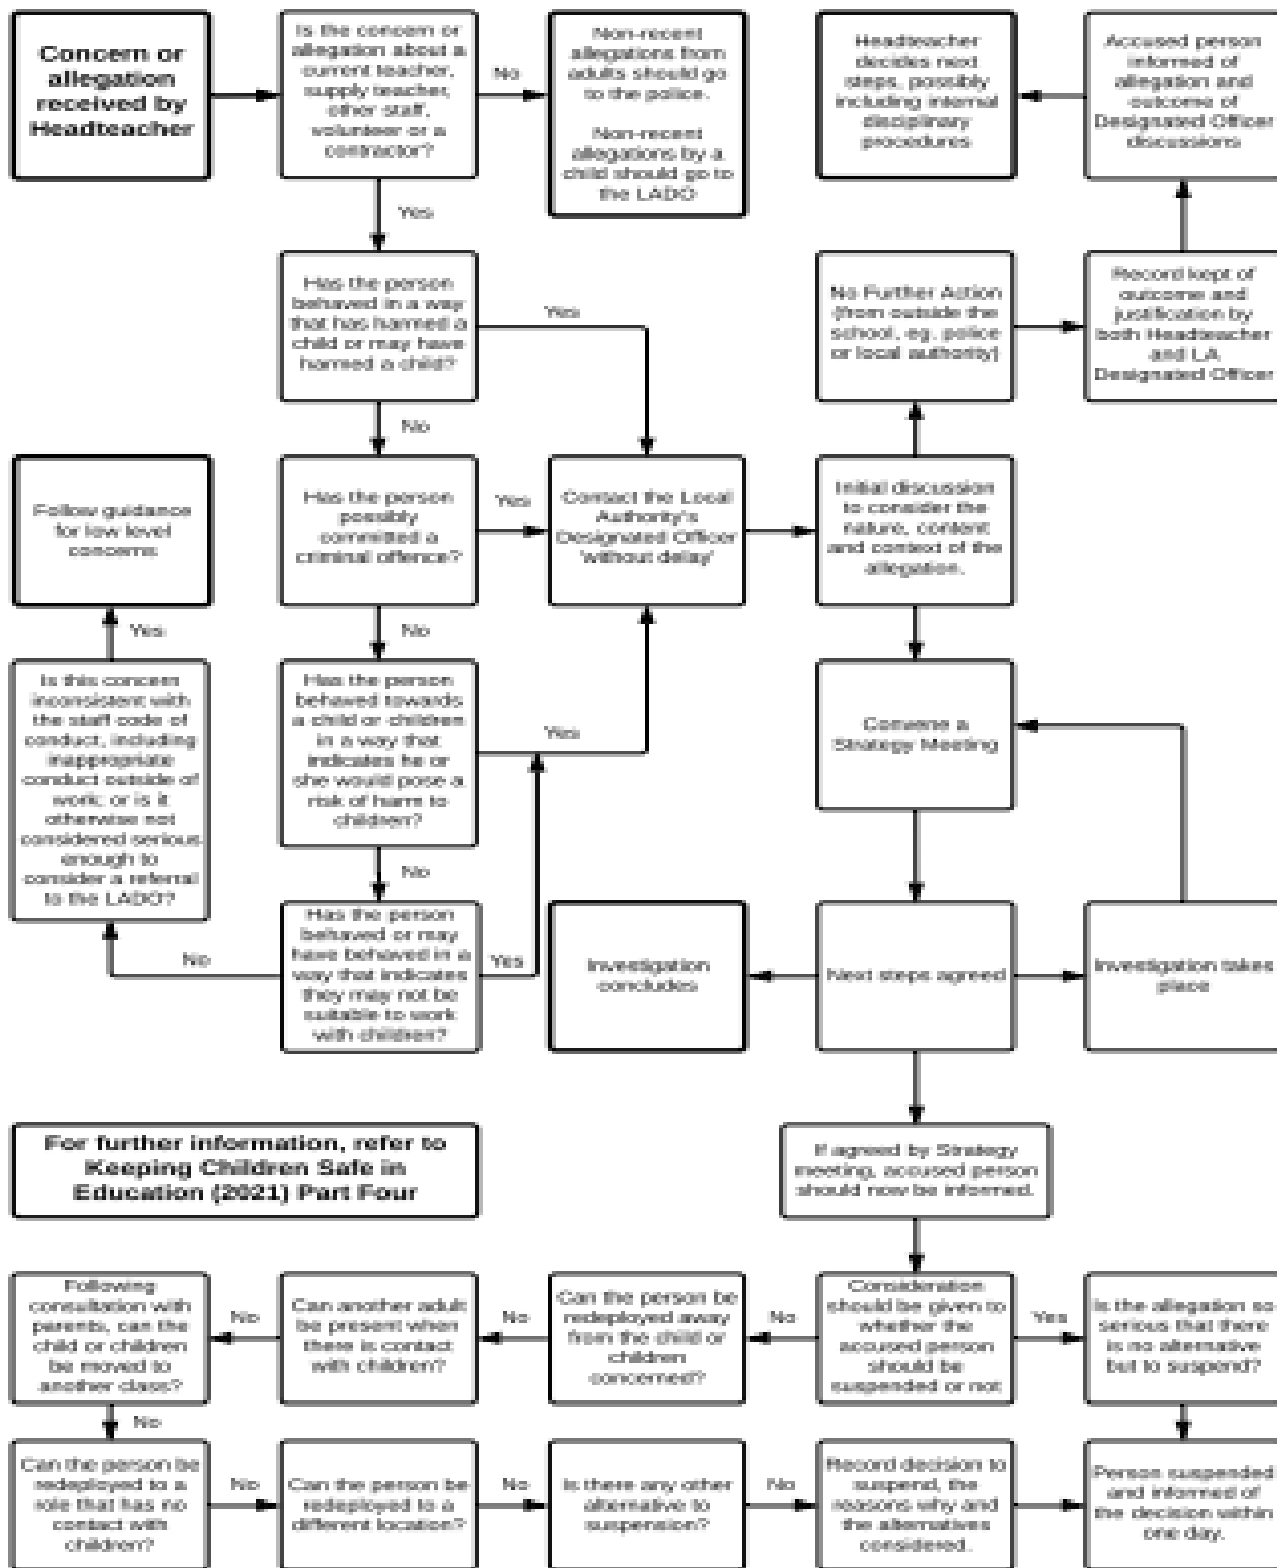 Concern or
allegation
received by
Headteacher
Is the concern or
allegation about a
current teacher,
supply teacher,
other staff,
volunteer or a
contractor?
No
Non-recent
allegations from
adults should go
to the police.
Non-recent
allegations by a
child should go to
the LADO
Headteacher
decides next
steps, possibly
including internal
disciplinary
procedures
Accused person
informed of
allegation and
outcome of
Designated Officer
discussions
Yes
Has the person
behaved in a way
that has harmed a
child or may have
harmed a child?
Yes
No Further Action
(from outside the
school, eg. police
or local authority)
Record kept of
outcome and
justification by
both Headteacher
and LA
Designated Officer
No
Follow guidance
for low level
concerns
Has the person
possibly
committed a
criminal offence?
Yes
Contact the Local
Authority's
Designated Officer
'without delay'
Initial discussion
to consider the
nature, content
and context of the
allegation.
Yes
No
Is this concern
inconsistent with
the staff code of
conduct, including
inappropriate
conduct outside of
work; or is it
otherwise not
considered serious
enough to
consider a referral
to the LADO?
Has the person
behaved towards
a child or children
in a way that
indicates he or
she would pose a
risk of harm to
children?
Yes
Convene a
Strategy Meeting
No
No
Has the person
behaved or may
have behaved in a
way that indicates
they may not be
suitable to work
with children?
Yes
Investigation
concludes
Next steps agreed
Investigation takes
place
For further information, refer to
Keeping Children Safe in
Education (2021) Part Four
If agreed by Strategy
meeting, accused person
should now be informed.
Following
consultation with
parents, can the
child or children
be moved to
another class?
No
Can another adult
be present when
there is contact
with children?
No
Can the person be
redeployed away
from the child or
children
concerned?
No
Consideration
should be given to
whether the
accused person
should be
suspended or not
Yes
Is the allegation so
serious that there
is no alternative
but to suspend?
No
Can the person be
redeployed to a
role that has no
contact with
children?
No
Can the person be
redeployed to a
different location?
No
Is there any other
alternative to
suspension?
No
Record decision to
suspend, the
reasons why and
the alternatives
considered.
Person suspended
and informed of
the decision within
one day.